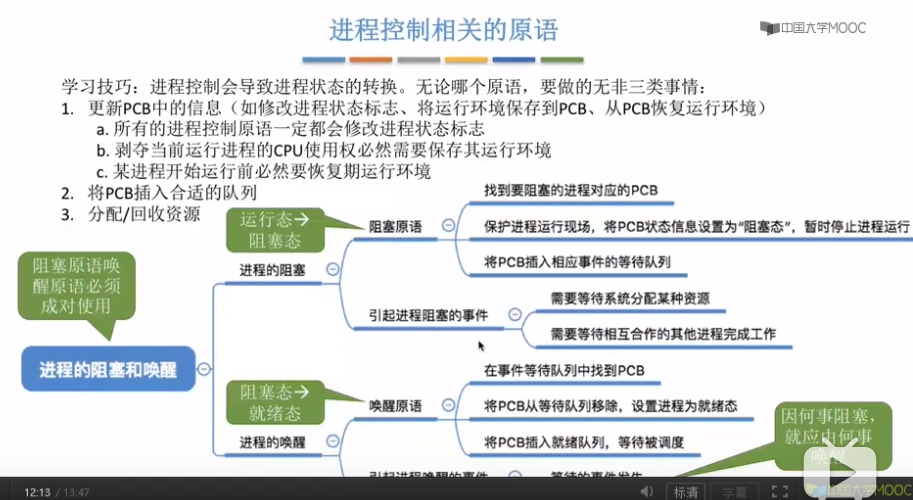 进程控制相关的原语
中国大学MOOC
学习技巧：进程控制会导致进程状态的转换。无论哪个原语，要做的无非三类事情：
1. 更新PCB中的信息（如修改进程状态标志、将运行环境保存到PCB、从PCB恢复运行环境）
a. 所有的进程控制原语一定都会修改进程状态标志
b. 剥夺当前运行进程的CPU使用权必然需要保存其运行环境
c. 某进程开始运行前必然要恢复期运行环境
2. 将PCB插入合适的队列
3. 分配/回收资源
运行态→
阻塞态
阻塞原语唤
醒原语必须
成对使用
进程的阻塞和唤醒
进程的阻塞
阻塞原语
找到要阻塞的进程对应的PCB
保护进程运行现场，将PCB状态信息设置为“阻塞态”，暂时停止进程运行
将PCB插入相应事件的等待队列
引起进程阻塞的事件
需要等待系统分配某种资源
需要等待相互合作的其他进程完成工作
阻塞态→
就绪态
进程的唤醒
唤醒原语
在事件等待队列中找到PCB
将PCB从等待队列移除，设置进程为就绪态
将PCB插入就绪队列，等待被调度
引起进程唤醒的事件
等待的事件发生
因何事阻塞，
就应由何事
唤醒
12:13 / 13:47
标清
字幕
中国大学MOOC